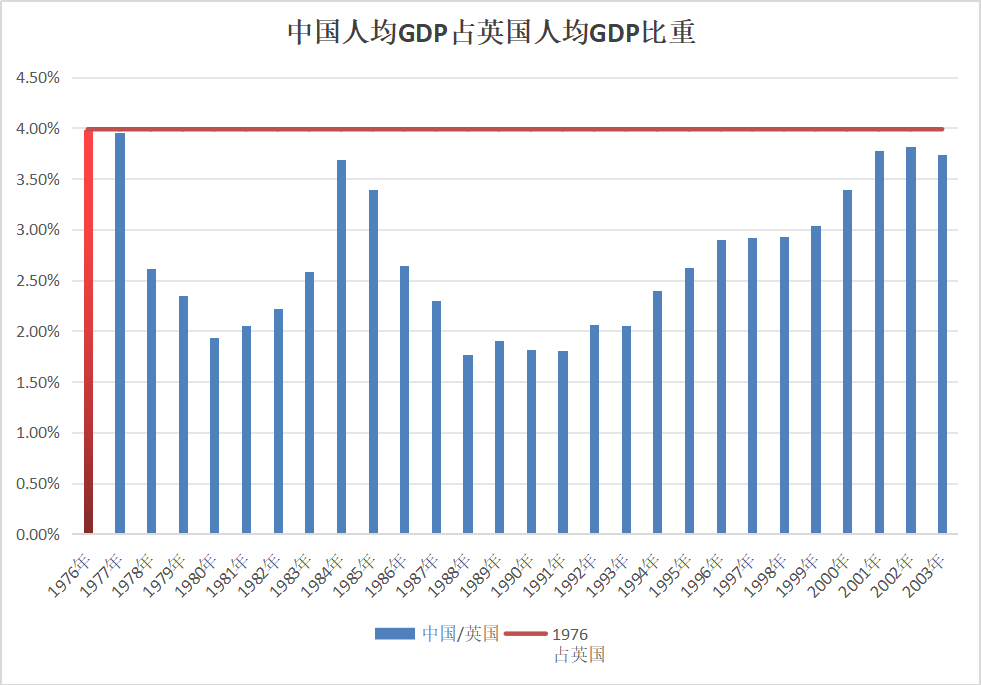 中国人均GDP占英国人均GDP比重
4.50%
4.00%
3.50%
3.00%
2.50%
2.00%
1.50%
1.00%
0.50%
0.00%
1976年
1977年
1978年
1979年
1980年
1981年
1982年
1983年
1984年
1985年
1986年
1987年
1988年
1989年
1990年
1991年
1992年
1993年
1994年
1995年
1996年
1997年
1998年
1999年
2000年
2001年
2002年
2003年
中国/英国
1976
占英国